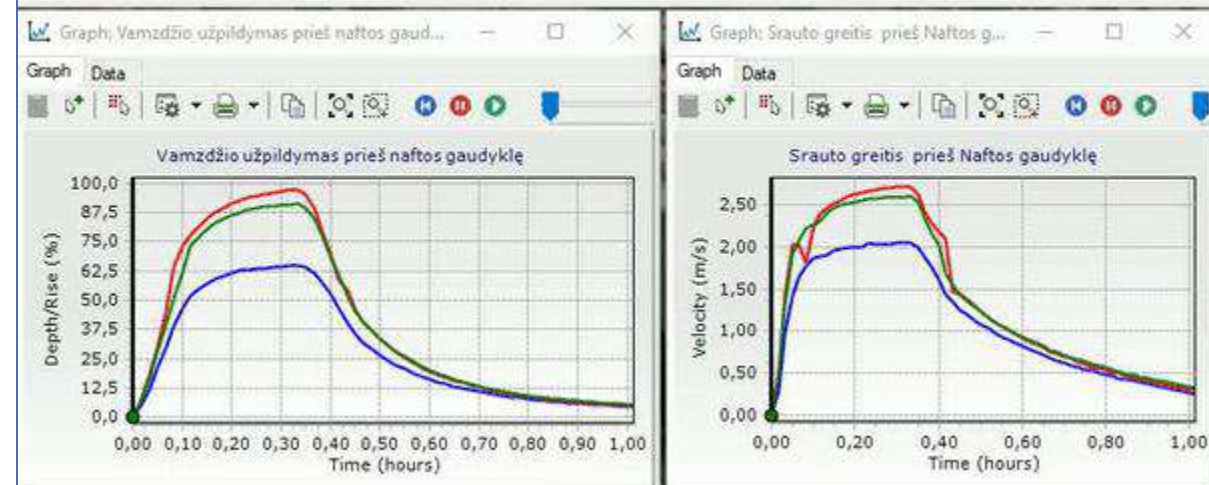 Graph: Vamzdžio užpildymas prieš naftos gaud...
Graph Data
Vamzdžio užpildymas prieš naftos gaudyklę
Depth/Rise (%)
100,0
87,5
75,0
62,5
50,0
37,5
25,0
12,5
0,0
0,00 0,10 0,20 0,30 0,40 0,50 0,60 0,70 0,80 0,90 1,00
Time (hours)
Graph: Srauto greitis prieš Naftos g...
Graph Data
Srauto greitis prieš Naftos gaudyklę
Velocity (m/s)
2,50
2,00
1,50
1,00
0,50
0,00
0,00 0,20 0,40 0,60 0,80 1,00
Time (hours)